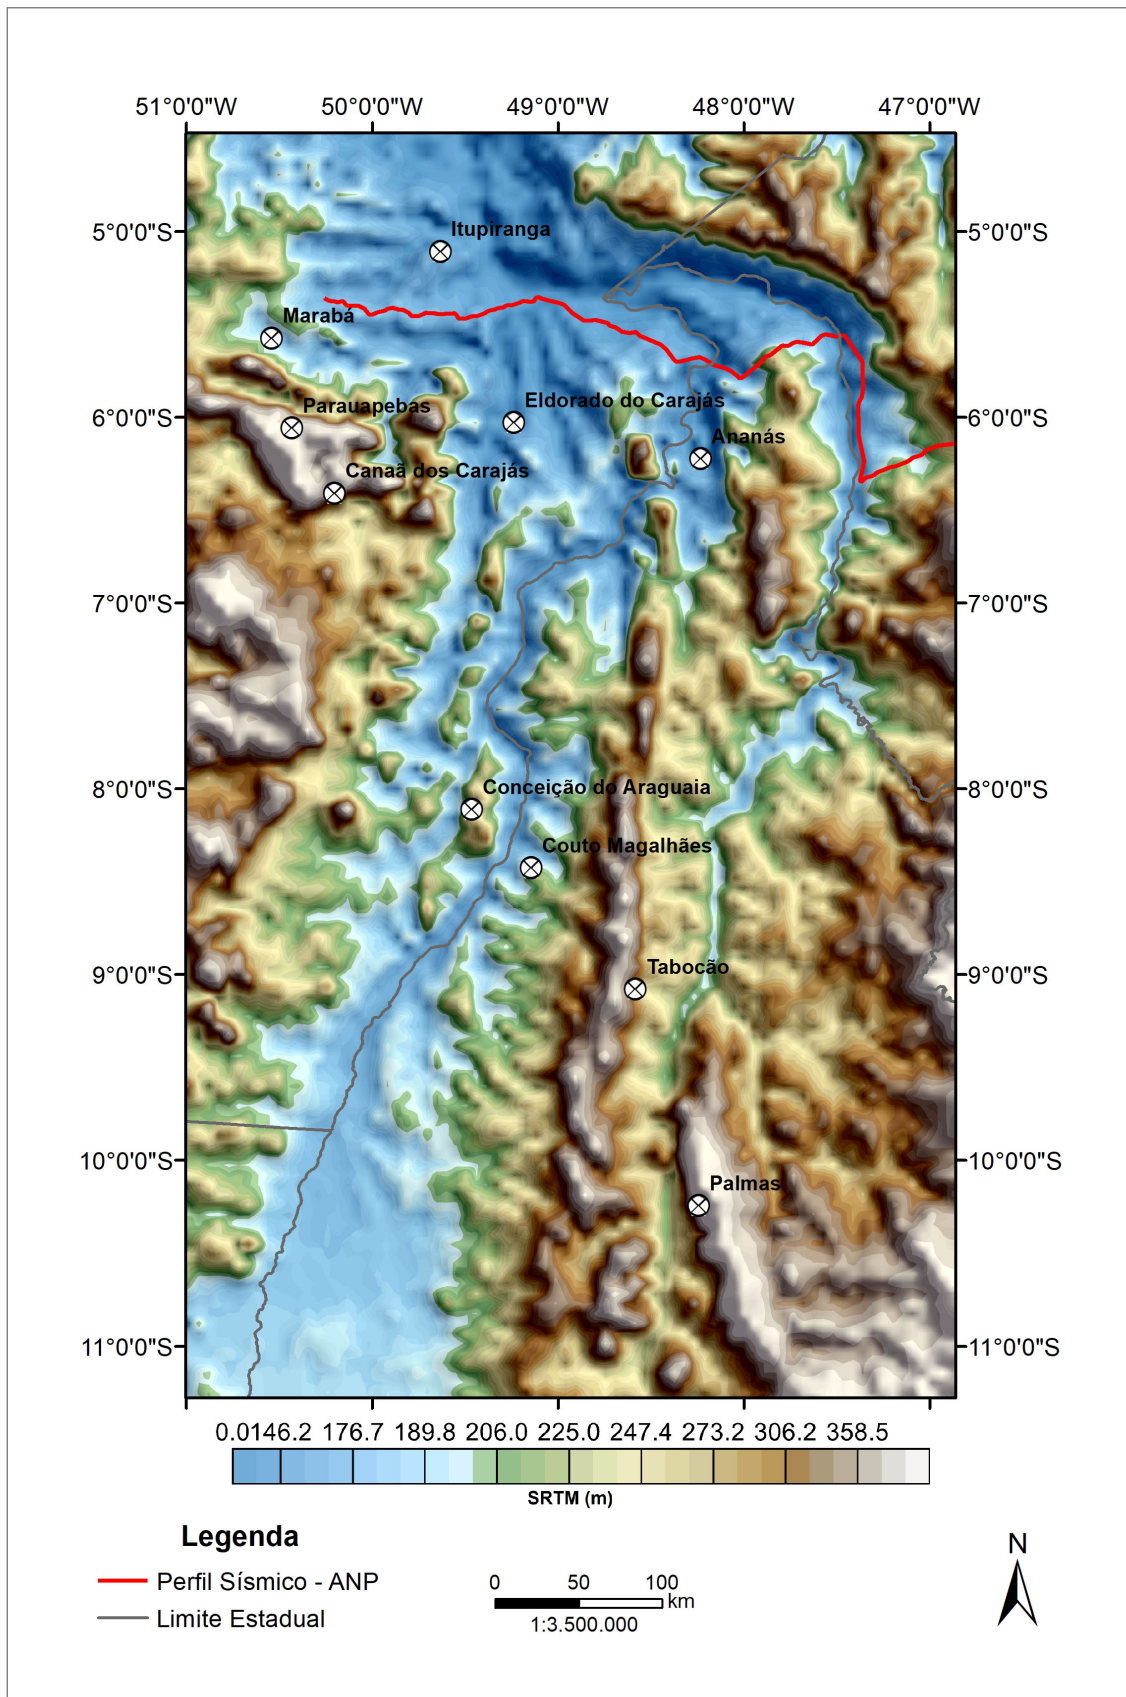 51°0'0"W 50°0'0"W 49°0'0"W 48°0'0"W 47°0'0"W
5°0'0"S 5°0'0"S
Itupiranga
Marabá
6°0'0"S 6°0'0"S
Parauapebas
Eldorado do Carajás
Ananás
Canaã dos Carajás
7°0'0"S 7°0'0"S
8°0'0"S 8°0'0"S
Conceição do Araguaia
Couto Magalhães
9°0'0"S 9°0'0"S
Tabocão
10°0'0"S 10°0'0"S
Palmas
11°0'0"S 11°0'0"S
0.0146.2 176.7 189.8 206.0 225.0 247.4 273.2 306.2 358.5
SRTM (m)
Legenda
Perfil Sísmico - ANP
Limite Estadual
0 50 100
km
1:3.500.000
N